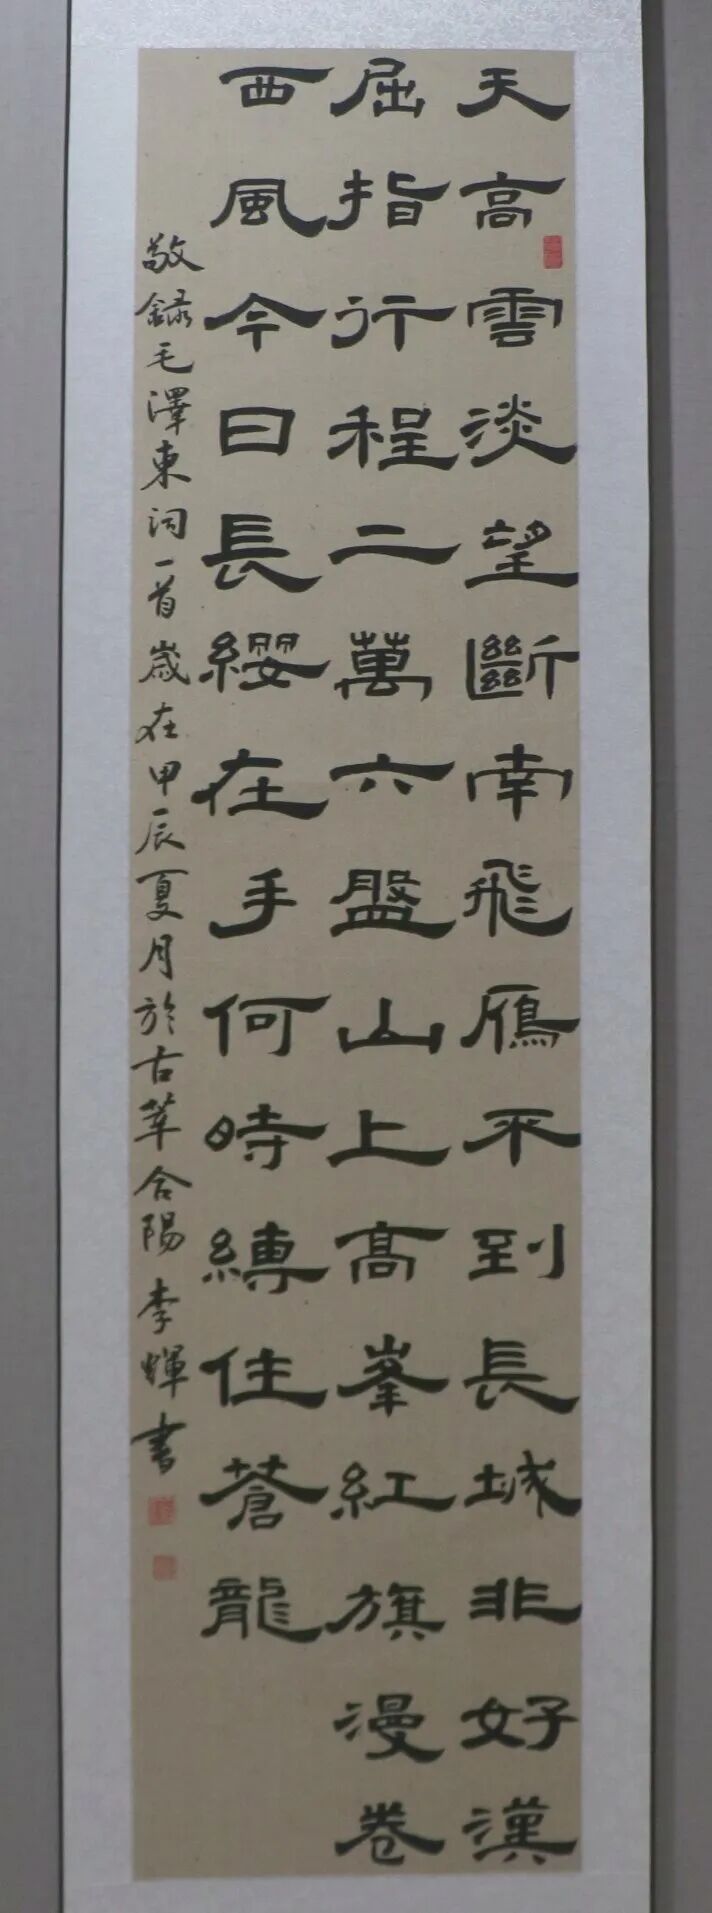 天高雲淡望斷南飛雁不到長城非好漢
屈指行程二萬六盤山上髙峯紅旗漫卷
西風今日長纓在手何時縛住蒼龍
敬録毛澤東詞一首歲在甲辰夏月於古莘合陽李輝書